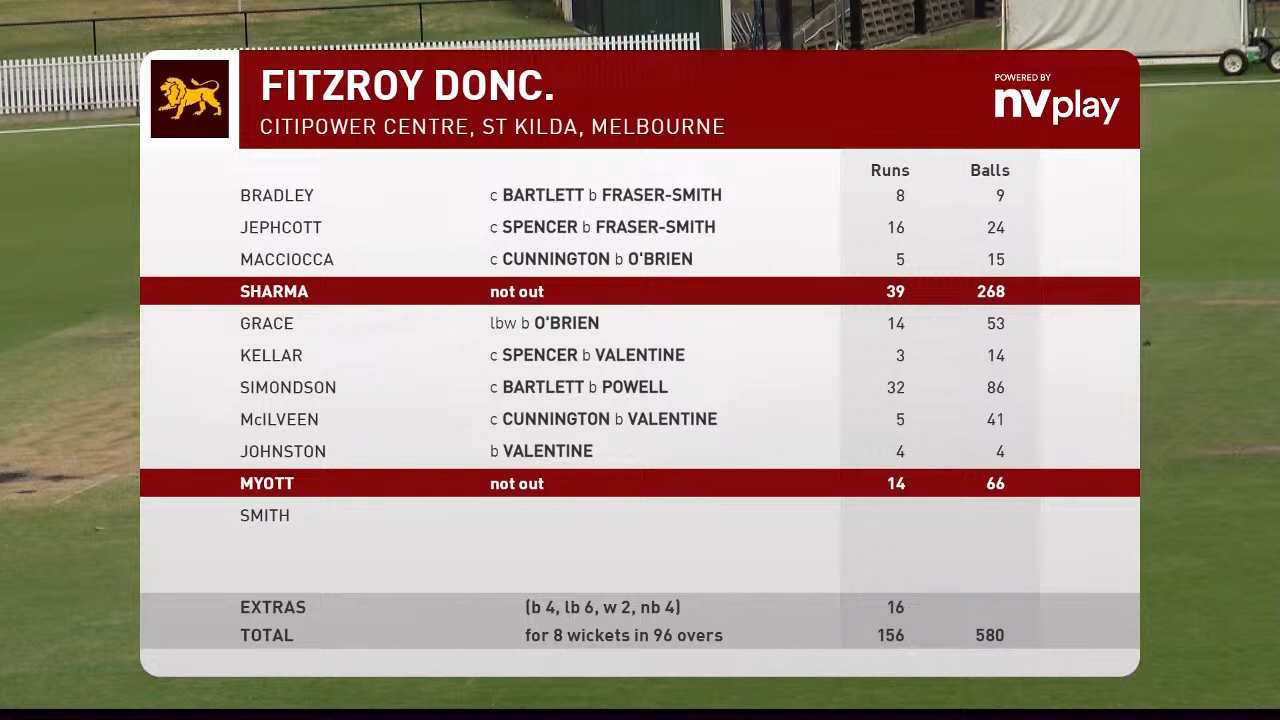 FITZROY DONC.
CITIPOWER CENTRE, ST KILDA, MELBOURNE
POWERED BY
nvplay
Runs Balls
BRADLEY c BARTLETT b FRASER-SMITH 8 9
JEPHCOTT c SPENCER b FRASER-SMITH 16 24
MACCIOCCA c CUNNINGTON b O'BRIEN 5 15
SHARMA not out 39 268
GRACE lbw b O'BRIEN 14 53
KELLAR c SPENCER b VALENTINE 3 14
SIMONDSON c BARTLETT b POWELL 32 86
McILVEEN c CUNNINGTON b VALENTINE 5 41
JOHNSTON b VALENTINE 4 4
MYOTT not out 14 66
SMITH
EXTRAS (b 4, lb 6, w 2, nb 4) 16
TOTAL for 8 wickets in 96 overs 156 580